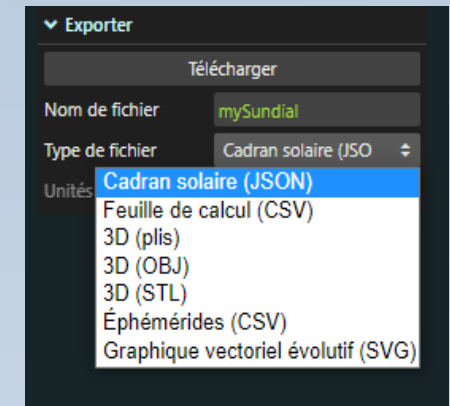 Exporter
Télécharger
Nom de fichier mySundial
Type de fichier Cadran solaire (JSO
Unités
Cadran solaire (JSON)
Feuille de calcul (CSV)
3D (plis)
3D (OBJ)
3D (STL)
Éphémérides (CSV)
Graphique vectoriel évolutif (SVG)